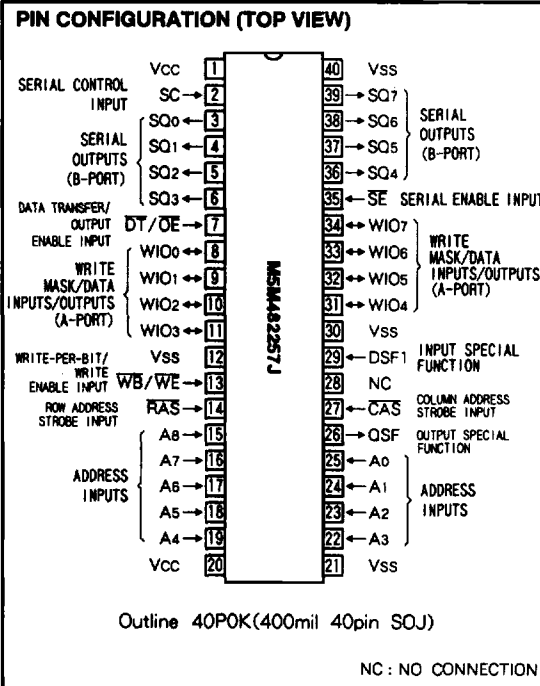 PIN CONFIGURATION (TOP VIEW)
VCC 1 40 VSS
SERIAL CONTROL INPUT SC→ 2 39 →SQ7
SQ0← 3 38 →SQ6
SERIAL OUTPUTS (B-PORT) SQ1← 4 37 →SQ5 SERIAL OUTPUTS (B-PORT)
SQ2← 5 36 →SQ4
SQ3← 6 35 ←SE SERIAL ENABLE INPUT
DATA TRANSFER/ OUTPUT ENABLE INPUT DT/OE→ 7 34 ↔WIO7
WIO0↔ 8 33 ↔WIO6
WRITE MASK/DATA INPUTS/OUTPUTS (A-PORT) WIO1↔ 9 32 ↔WIO5 WRITE MASK/DATA INPUTS/OUTPUTS (A-PORT)
WIO2↔ 10 31 ↔WIO4
WIO3↔ 11 30 VSS
VSS 12 29 ←DSF1 INPUT SPECIAL FUNCTION
WRITE-PER-BIT/ WRITE ENABLE INPUT WB/WE→ 13 28 NC
ROW ADDRESS STROBE INPUT RAS→ 14 27 ←CAS COLUMN ADDRESS STROBE INPUT
A8→ 15 26 →QSF OUTPUT SPECIAL FUNCTION
A7→ 16 25 ←A0
ADDRESS INPUTS A6→ 17 24 ←A1 ADDRESS INPUTS
A5→ 18 23 ←A2
A4→ 19 22 ←A3
VCC 20 21 VSS
M5M482257J
Outline 40P0K(400mil 40pin SOJ)
NC : NO CONNECTION